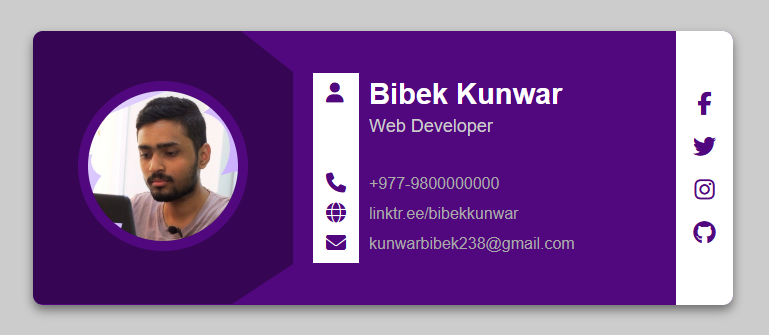 Bibek Kunwar
Web Developer
+977-9800000000
linktr.ee/bibekkunwar
kunwarbibek238@gmail.com